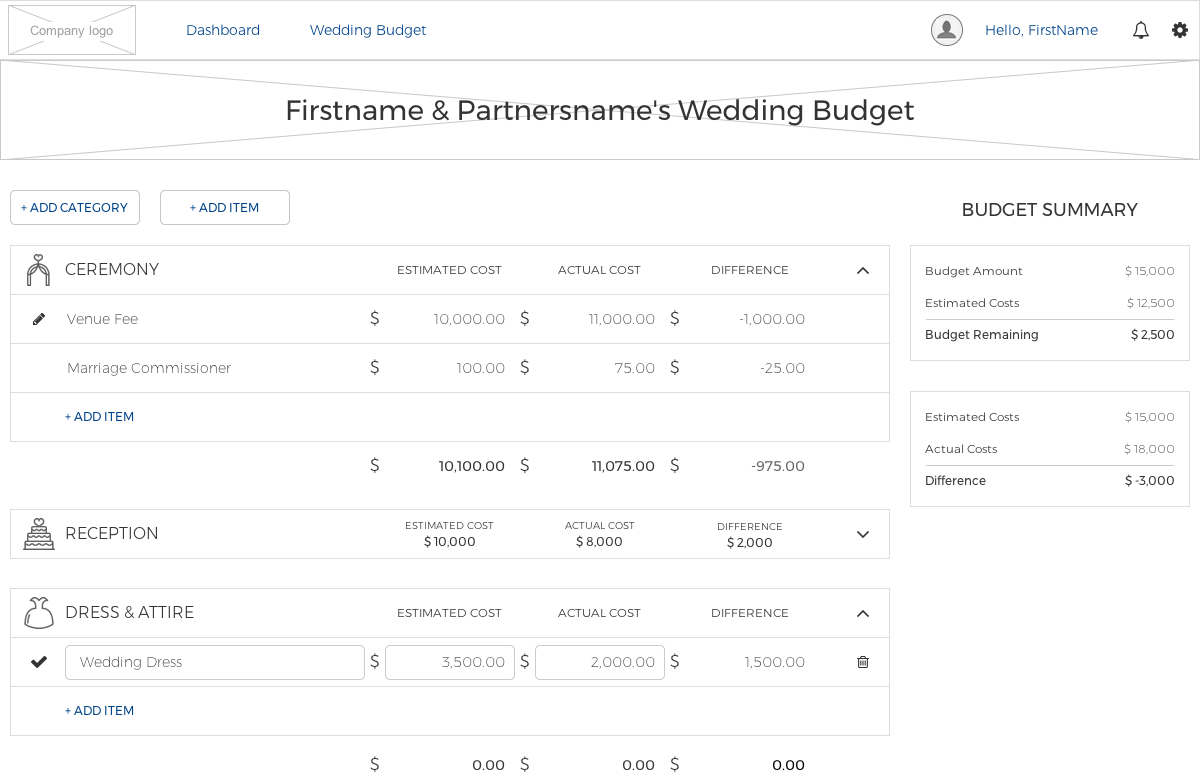 Company logo
Dashboard
Wedding Budget
Hello, FirstName
Firstname & Partnersname's Wedding Budget
+ ADD CATEGORY
+ ADD ITEM
CEREMONY ESTIMATED COST ACTUAL COST DIFFERENCE
Venue Fee $ 10,000.00 $ 11,000.00 $ -1,000.00
Marriage Commissioner $ 100.00 $ 75.00 $ -25.00
+ ADD ITEM
$ 10,100.00 $ 11,075.00 $ -975.00
RECEPTION
ESTIMATED COST ACTUAL COST DIFFERENCE
$ 10,000 $ 8,000 $ 2,000
DRESS & ATTIRE ESTIMATED COST ACTUAL COST DIFFERENCE
Wedding Dress $ 3,500.00 $ 2,000.00 $ 1,500.00
+ ADD ITEM
$ 0.00 $ 0.00 $ 0.00
BUDGET SUMMARY
Budget Amount $ 15,000
Estimated Costs $ 12,500
Budget Remaining $ 2,500
Estimated Costs $ 15,000
Actual Costs $ 18,000
Difference $ -3,000